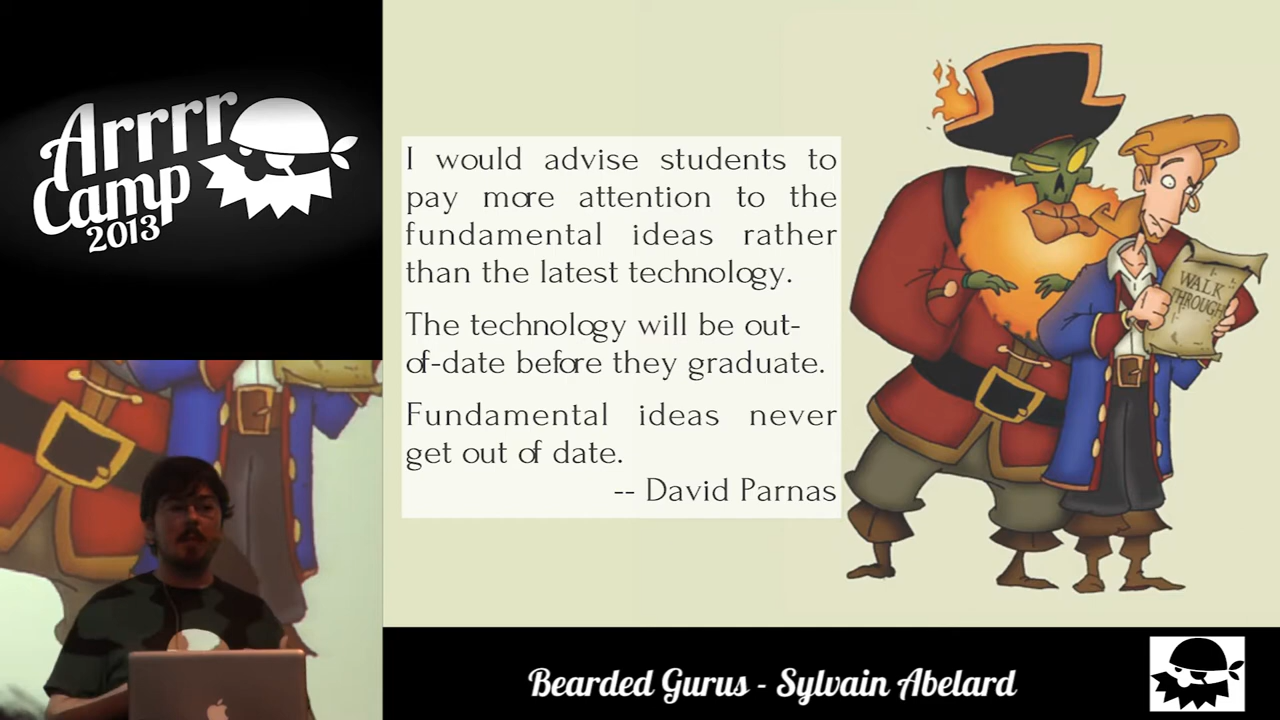 Arrrr
Camp
2013
I would advise students to
pay more attention to the
fundamental ideas rather
than the latest technology.
The technology will be out-
of-date before they graduate.
Fundamental ideas never
get out of date.
-- David Parnas
WALK
THROUGH
Bearded Gurus - Sylvain Abelard